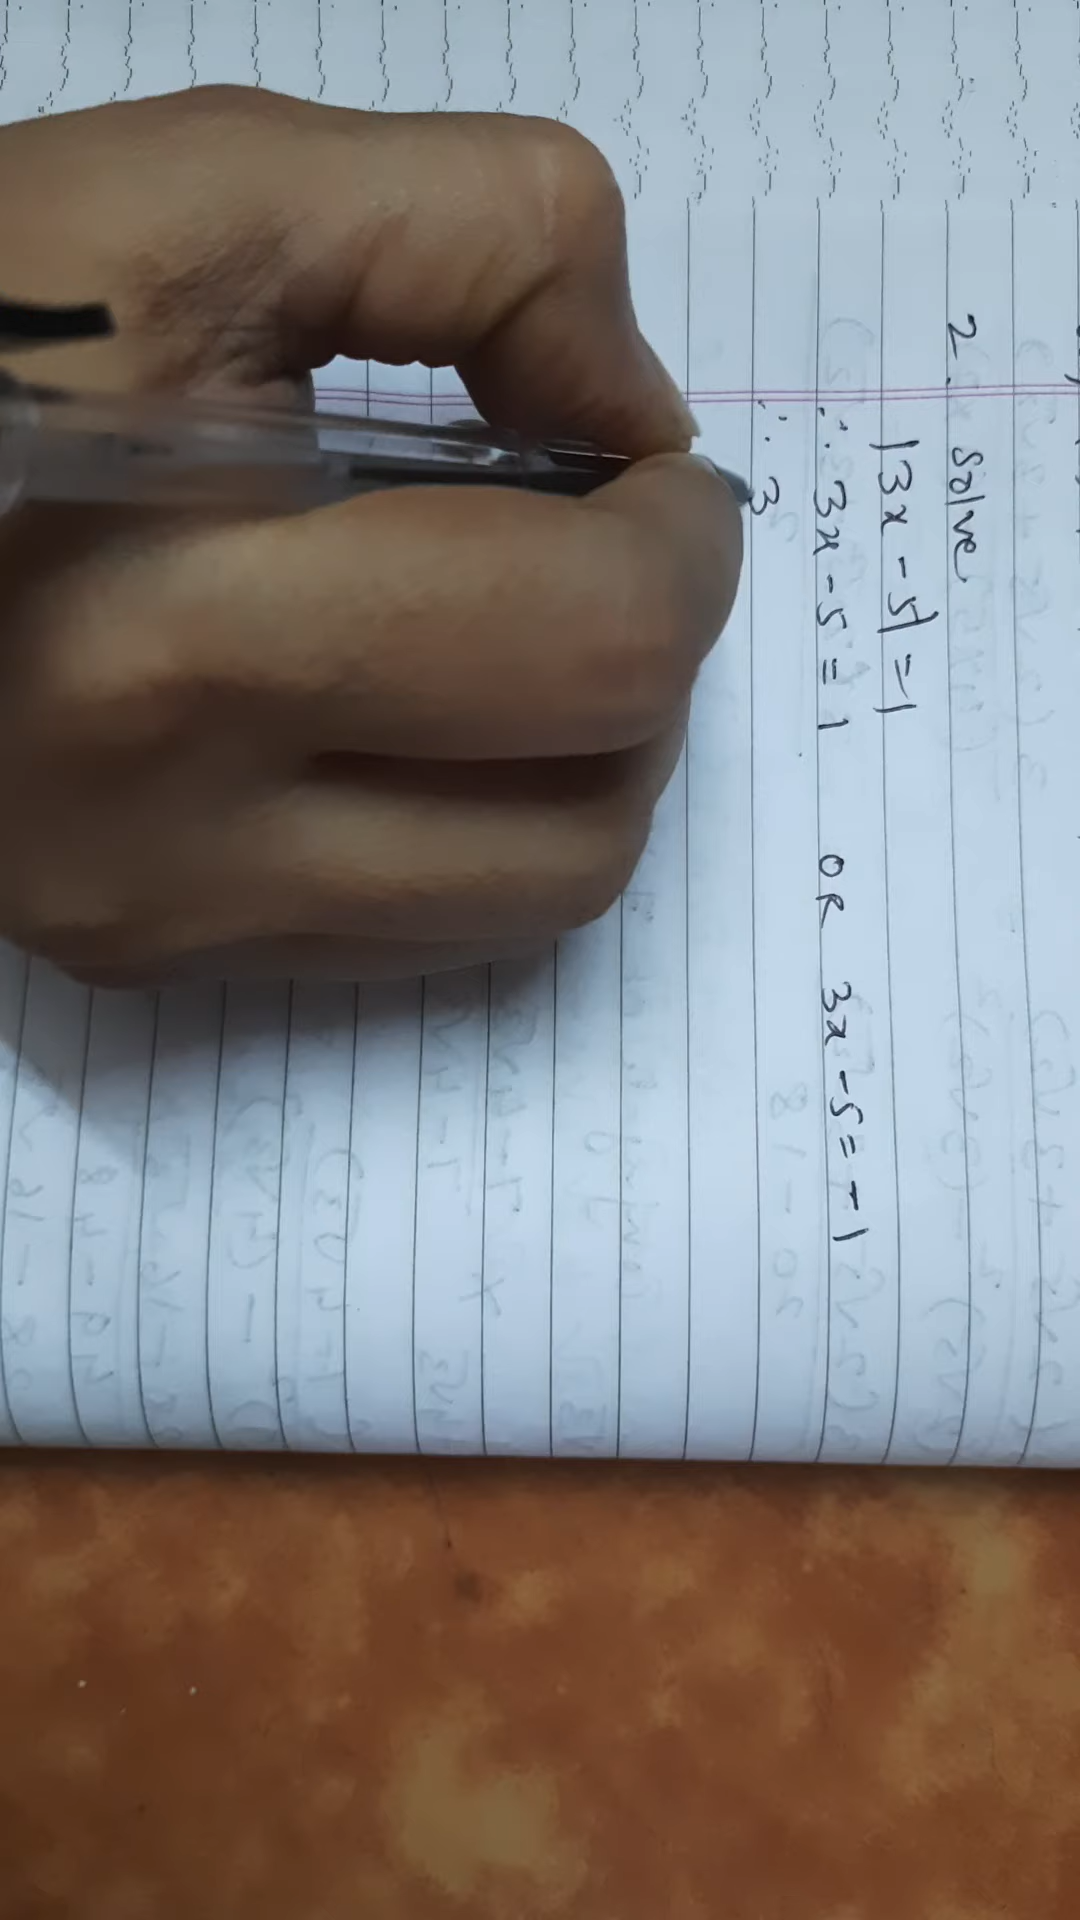 2. Solve
|3x - 5| = 1
∴ 3x - 5 = 1 OR 3x - 5 = - 1
∴ 3